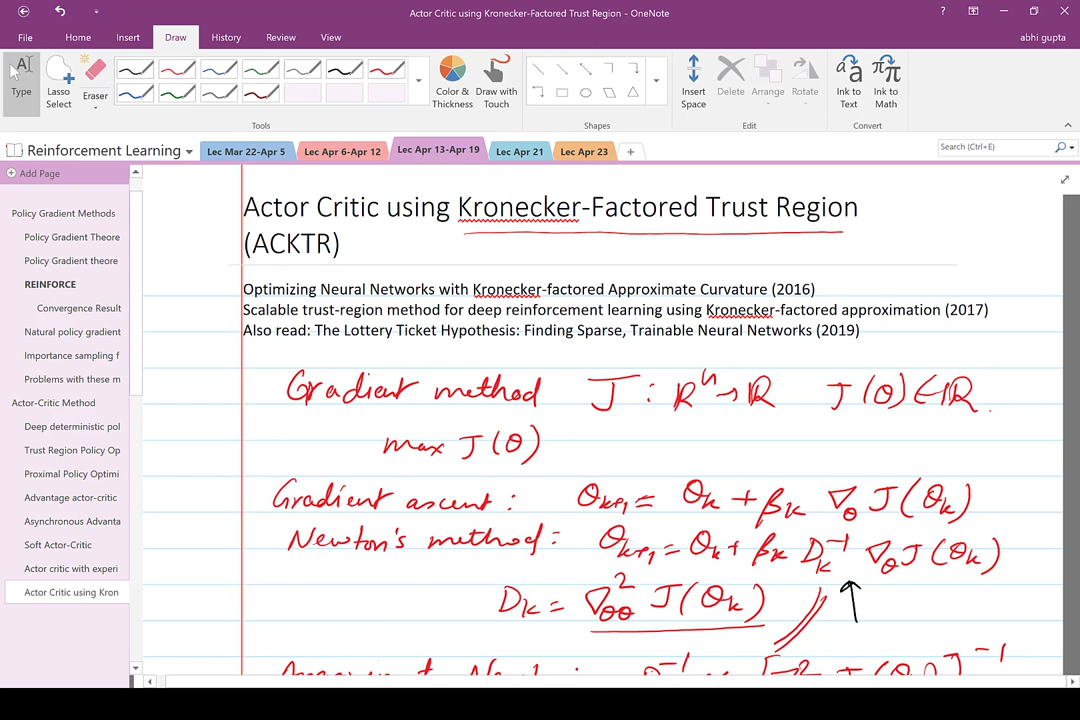 Actor Critic using Kronecker-Factored Trust Region - OneNote
?
File Home Insert Draw History Review View
abhi gupta
Type
Lasso Select
Eraser
Color & Thickness
Draw with Touch
Insert Space
Delete
Arrange
Rotate
Ink to Text
Ink to Math
Tools
Shapes
Edit
Convert
Reinforcement Learning
Lec Mar 22-Apr 5
Lec Apr 6-Apr 12
Lec Apr 13-Apr 19
Lec Apr 21
Lec Apr 23
+
Search (Ctrl+E)
Add Page
Policy Gradient Methods
Policy Gradient Theore
Policy Gradient theore
REINFORCE
Convergence Result
Natural policy gradient
Importance sampling f
Problems with these m
Actor-Critic Method
Deep deterministic pol
Trust Region Policy Op
Proximal Policy Optimi
Advantage actor-critic
Asynchronous Advanta
Soft Actor-Critic
Actor critic with experi
Actor Critic using Kron
Actor Critic using Kronecker-Factored Trust Region
(ACKTR)
Optimizing Neural Networks with Kronecker-factored Approximate Curvature (2016)
Scalable trust-region method for deep reinforcement learning using Kronecker-factored approximation (2017)
Also read: The Lottery Ticket Hypothesis: Finding Sparse, Trainable Neural Networks (2019)
Gradient method J : ℝⁿ → ℝ J(θ) ∈ ℝ.
max J(θ)
Gradient ascent : θₖ₊₁ = θₖ + βₖ ∇_θ J(θₖ)
Newton's method : θₖ₊₁ = θₖ + βₖ Dₖ⁻¹ ∇_θ J(θₖ)
Dₖ = ∇²_θθ J(θₖ)